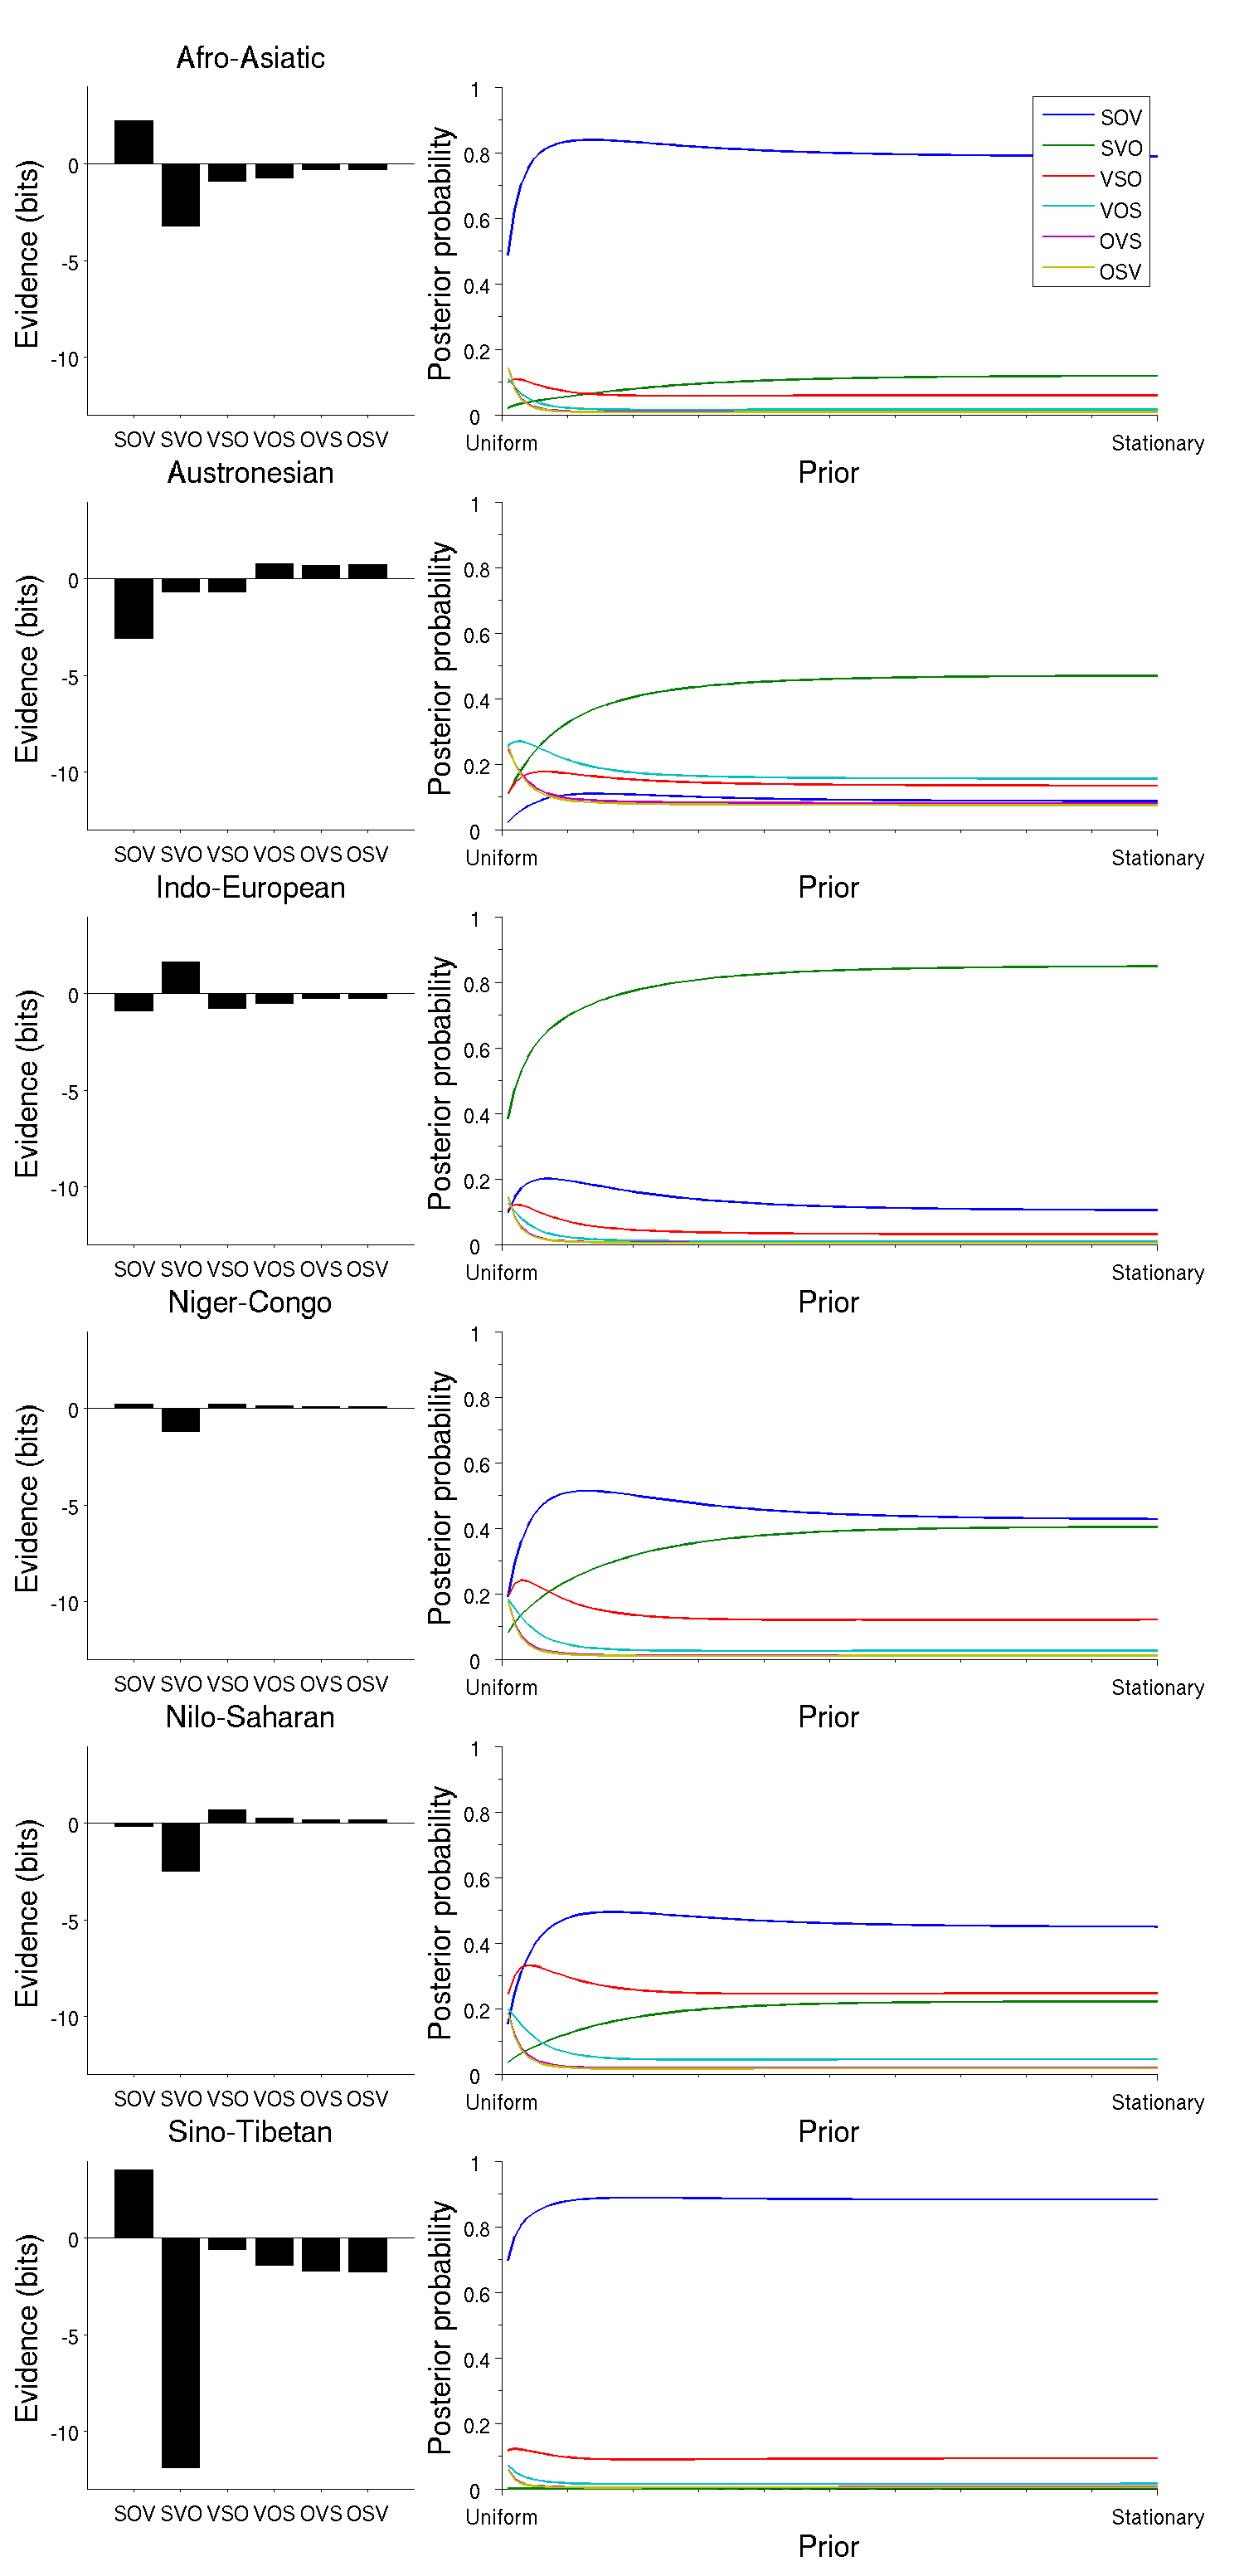 Afro-Asiatic
Evidence (bits)
0
-5
-10
SOV SVO VSO VOS OVS OSV
Posterior probability
1
0.8
0.6
0.4
0.2
0
SOV
SVO
VSO
VOS
OVS
OSV
Uniform
Stationary
Prior
Austronesian
Evidence (bits)
0
-5
-10
SOV SVO VSO VOS OVS OSV
Posterior probability
1
0.8
0.6
0.4
0.2
0
Uniform
Stationary
Prior
Indo-European
Evidence (bits)
0
-5
-10
SOV SVO VSO VOS OVS OSV
Posterior probability
1
0.8
0.6
0.4
0.2
0
Uniform
Stationary
Prior
Niger-Congo
Evidence (bits)
0
-5
-10
SOV SVO VSO VOS OVS OSV
Posterior probability
1
0.8
0.6
0.4
0.2
0
Uniform
Stationary
Prior
Nilo-Saharan
Evidence (bits)
0
-5
-10
SOV SVO VSO VOS OVS OSV
Posterior probability
1
0.8
0.6
0.4
0.2
0
Uniform
Stationary
Prior
Sino-Tibetan
Evidence (bits)
0
-5
-10
SOV SVO VSO VOS OVS OSV
Posterior probability
1
0.8
0.6
0.4
0.2
0
Uniform
Stationary
Prior